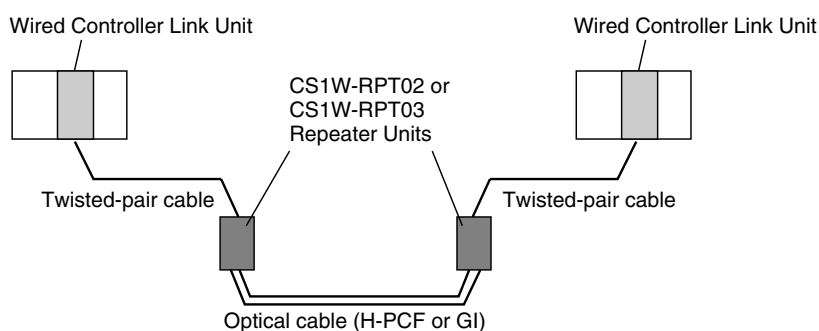 Wired Controller Link Unit
Wired Controller Link Unit
CS1W-RPT02 or
CS1W-RPT03
Repeater Units
Twisted-pair cable
Twisted-pair cable
Optical cable (H-PCF or GI)